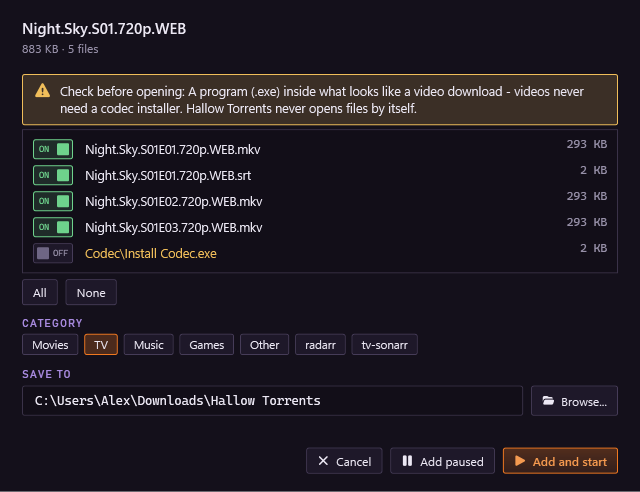 Night.Sky.S01.720p.WEB
883 KB · 5 files
Check before opening: A program (.exe) inside what looks like a video download - videos never
need a codec installer. Hallow Torrents never opens files by itself.
ON Night.Sky.S01E01.720p.WEB.mkv 293 KB
ON Night.Sky.S01E01.720p.WEB.srt 2 KB
ON Night.Sky.S01E02.720p.WEB.mkv 293 KB
ON Night.Sky.S01E03.720p.WEB.mkv 293 KB
OFF Codec\Install Codec.exe 2 KB
All None
CATEGORY
Movies TV Music Games Other radarr tv-sonarr
SAVE TO
C:\Users\Alex\Downloads\Hallow Torrents Browse...
Cancel Add paused Add and start